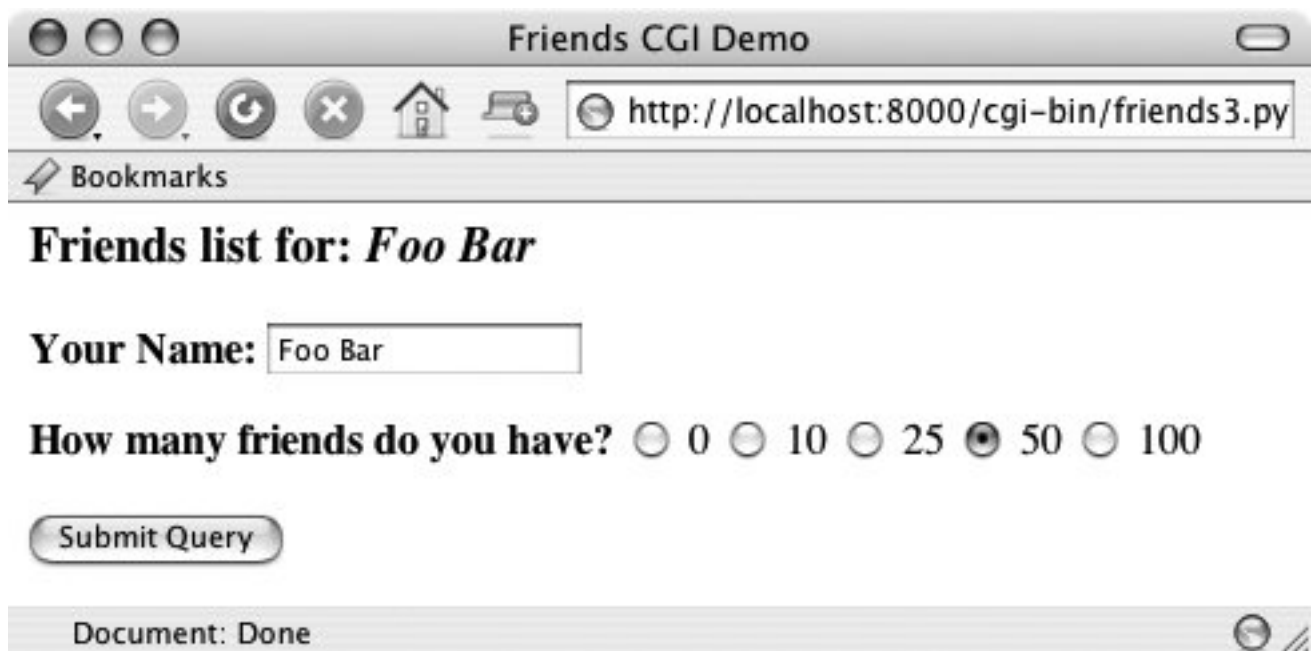 Friends CGI Demo
http://localhost:8000/cgi-bin/friends3.py
Bookmarks
Friends list for: Foo Bar
Your Name: Foo Bar
How many friends do you have? 0 10 25 50 100
Submit Query
Document: Done